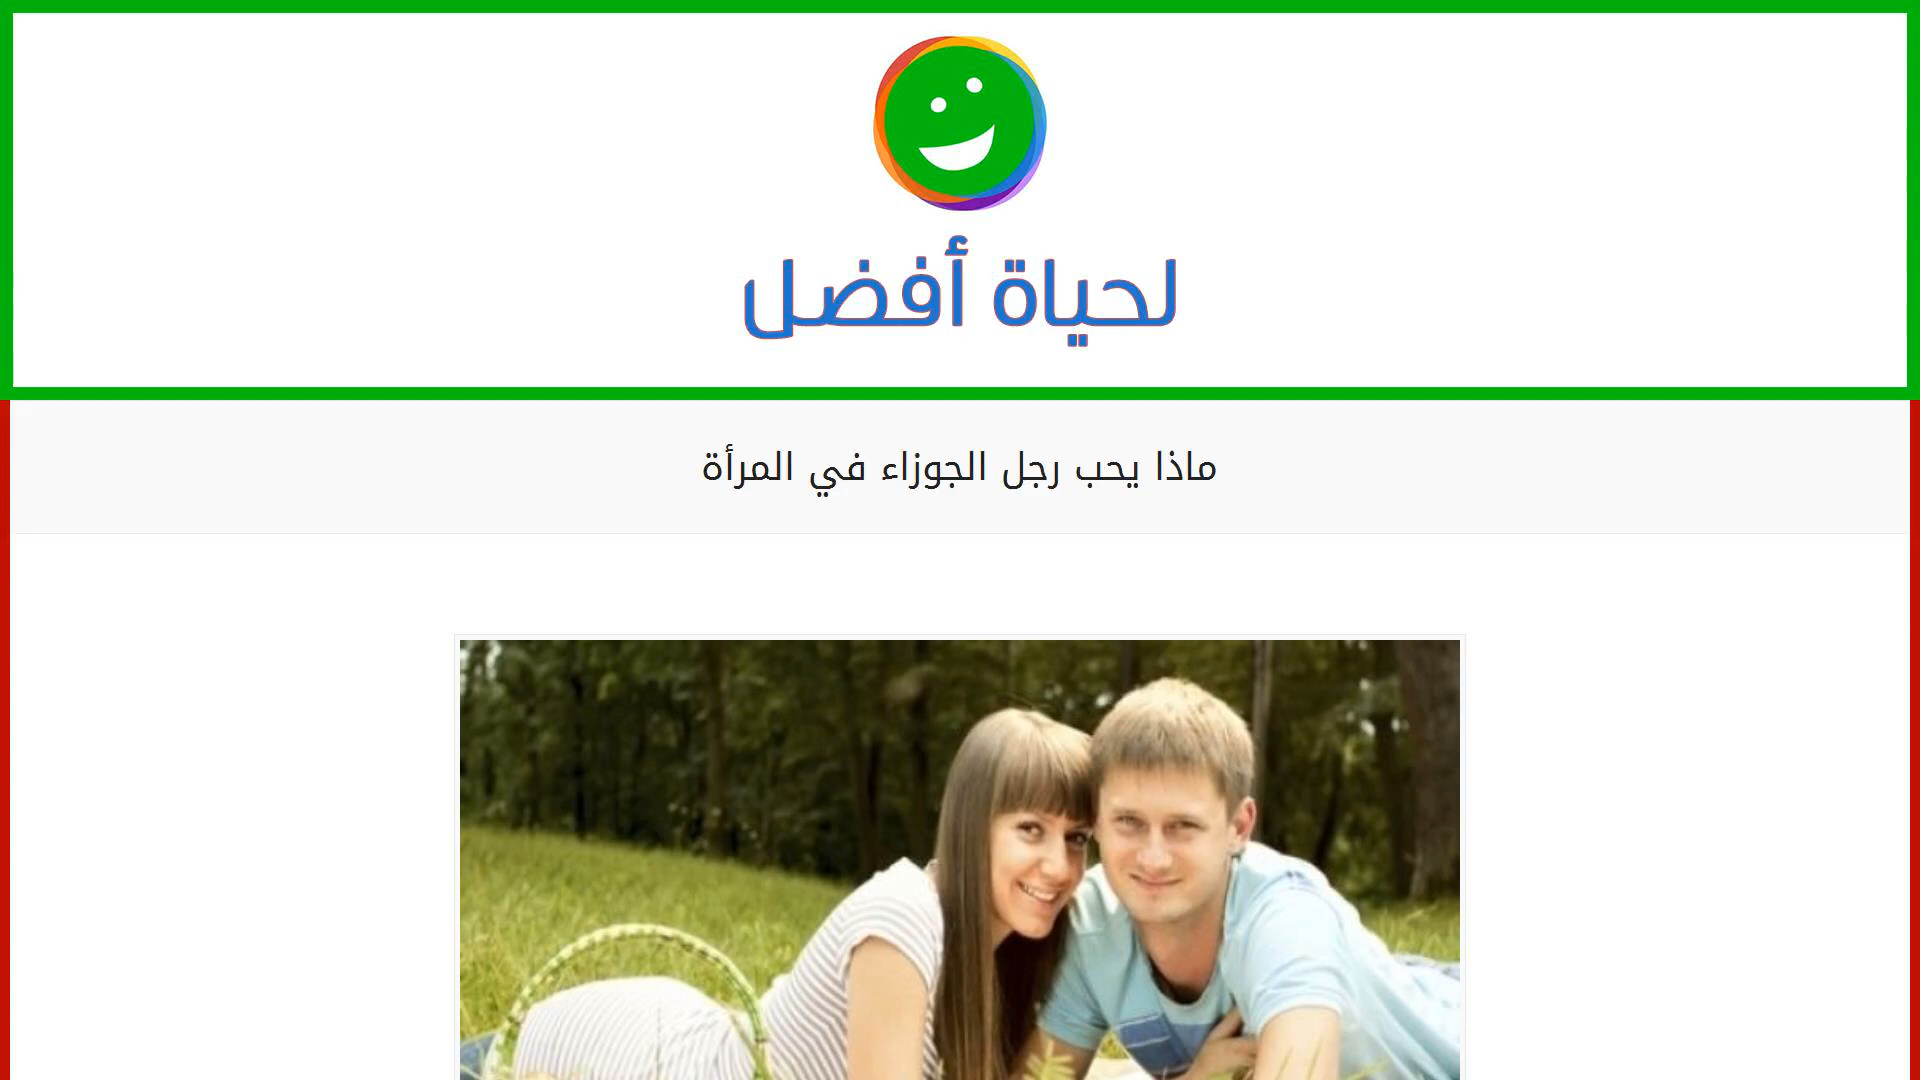 لحياة أفضل
ماذا يحب رجل الجوزاء في المرأة